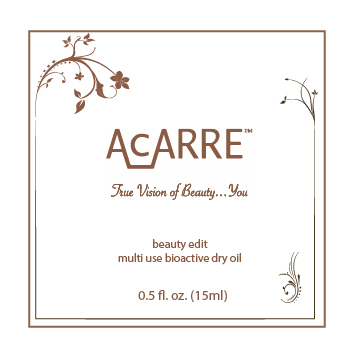 ACARRE™
True Vision of Beauty...You
beauty edit
multi use bioactive dry oil
0.5 fl. oz. (15ml)